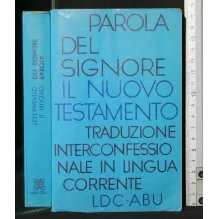 PAROLA
DEL
SIGNORE
IL NUOVO
TESTAMENTO
TRADUZIONE
INTERCONFESSIO
NALE IN LINGUA
CORRENTE
LDC-ABU